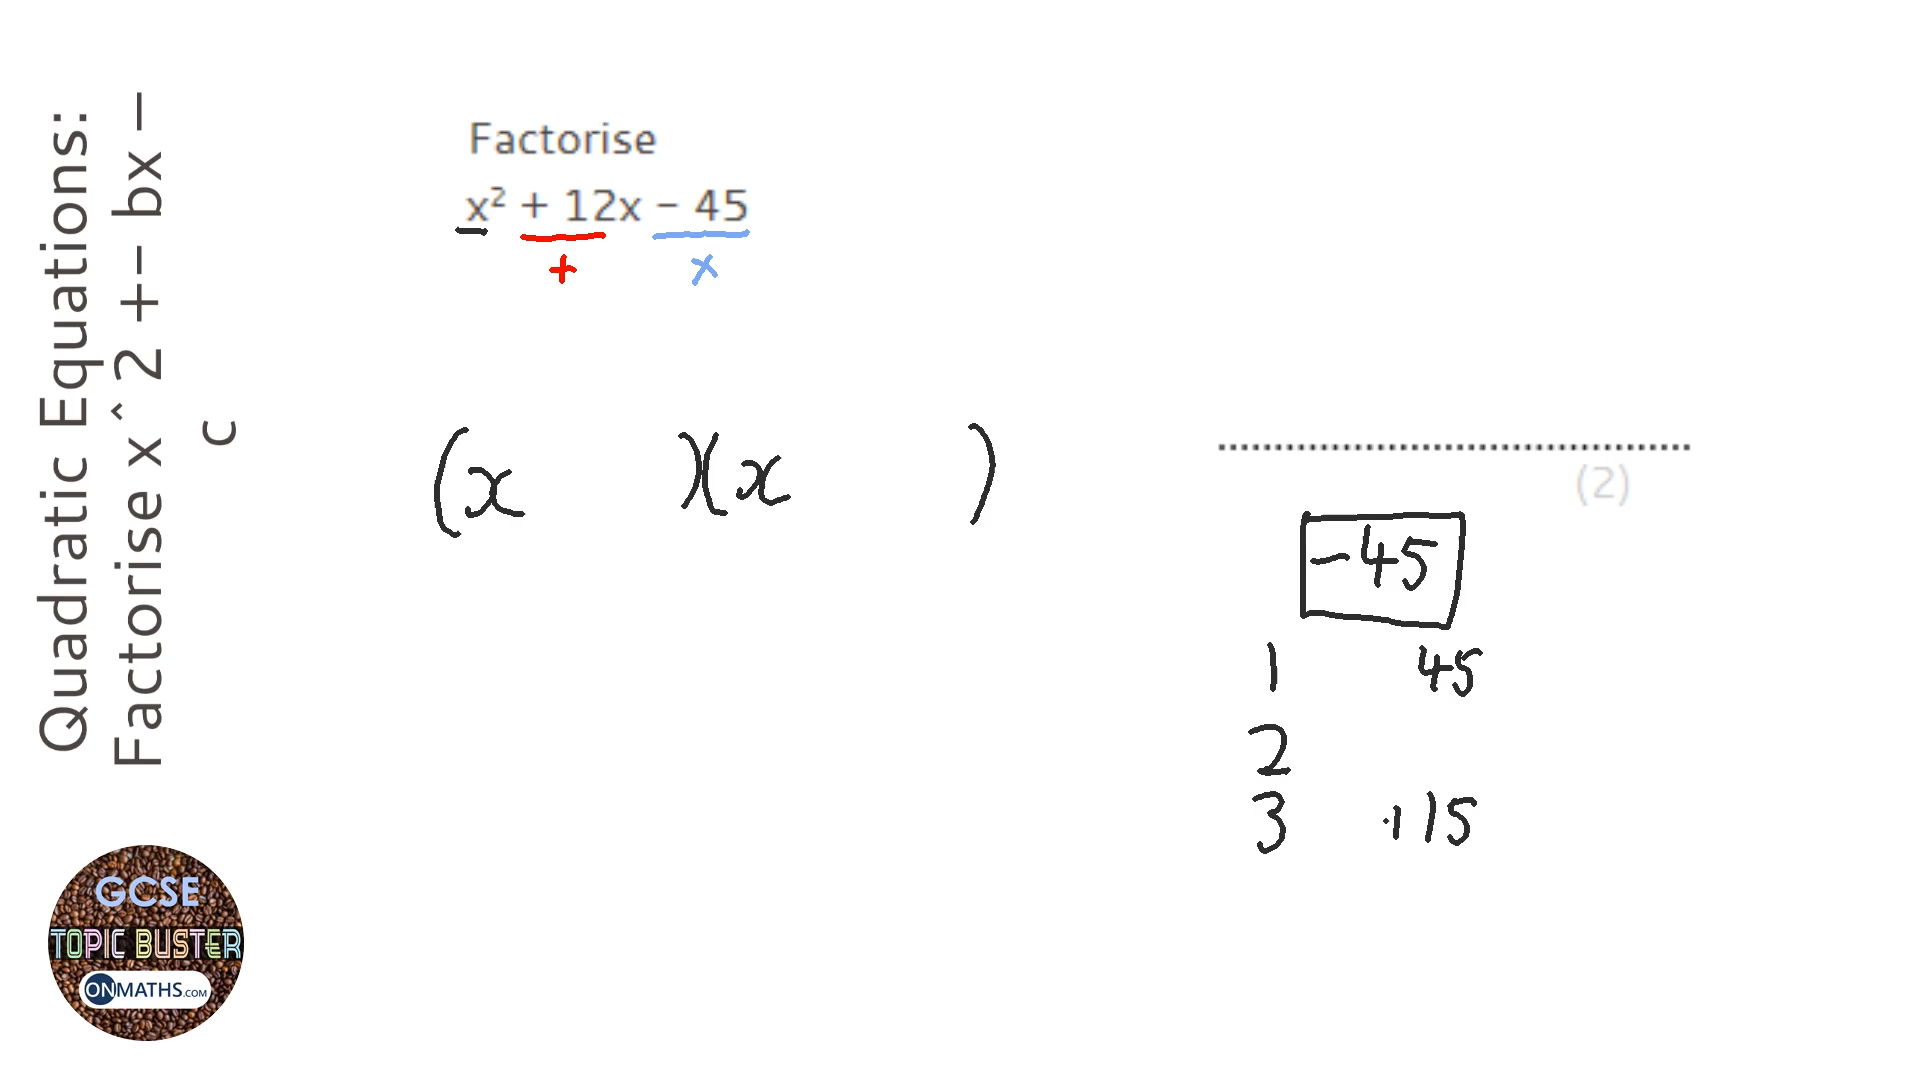 Quadratic Equations:
Factorise x^2 +− bx −
c
Factorise
x² + 12x − 45
+ x
(x )(x )
(2)
−45
1 45
2
3 +15
GCSE
TOPIC BUSTER
ONMATHS.COM